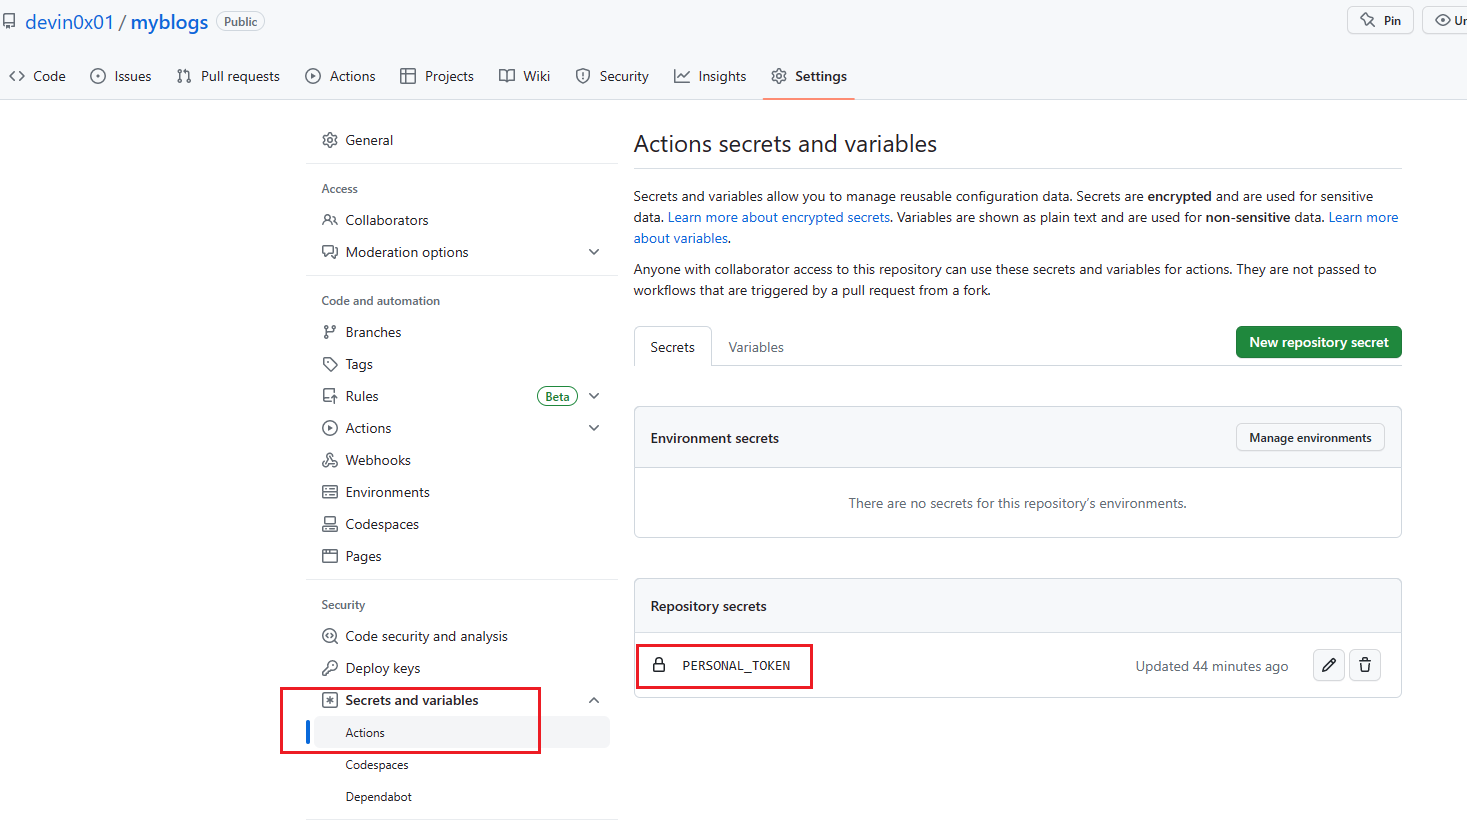 devin0x01 / myblogs Public
Pin
Un
Code Issues Pull requests Actions Projects Wiki Security Insights Settings
General
Access
Collaborators
Moderation options
Code and automation
Branches
Tags
Rules Beta
Actions
Webhooks
Environments
Codespaces
Pages
Security
Code security and analysis
Deploy keys
Secrets and variables
Actions
Codespaces
Dependabot
Actions secrets and variables
Secrets and variables allow you to manage reusable configuration data. Secrets are encrypted and are used for sensitive
data. Learn more about encrypted secrets. Variables are shown as plain text and are used for non-sensitive data. Learn more
about variables.
Anyone with collaborator access to this repository can use these secrets and variables for actions. They are not passed to
workflows that are triggered by a pull request from a fork.
Secrets Variables
New repository secret
Environment secrets
Manage environments
There are no secrets for this repository’s environments.
Repository secrets
PERSONAL_TOKEN
Updated 44 minutes ago